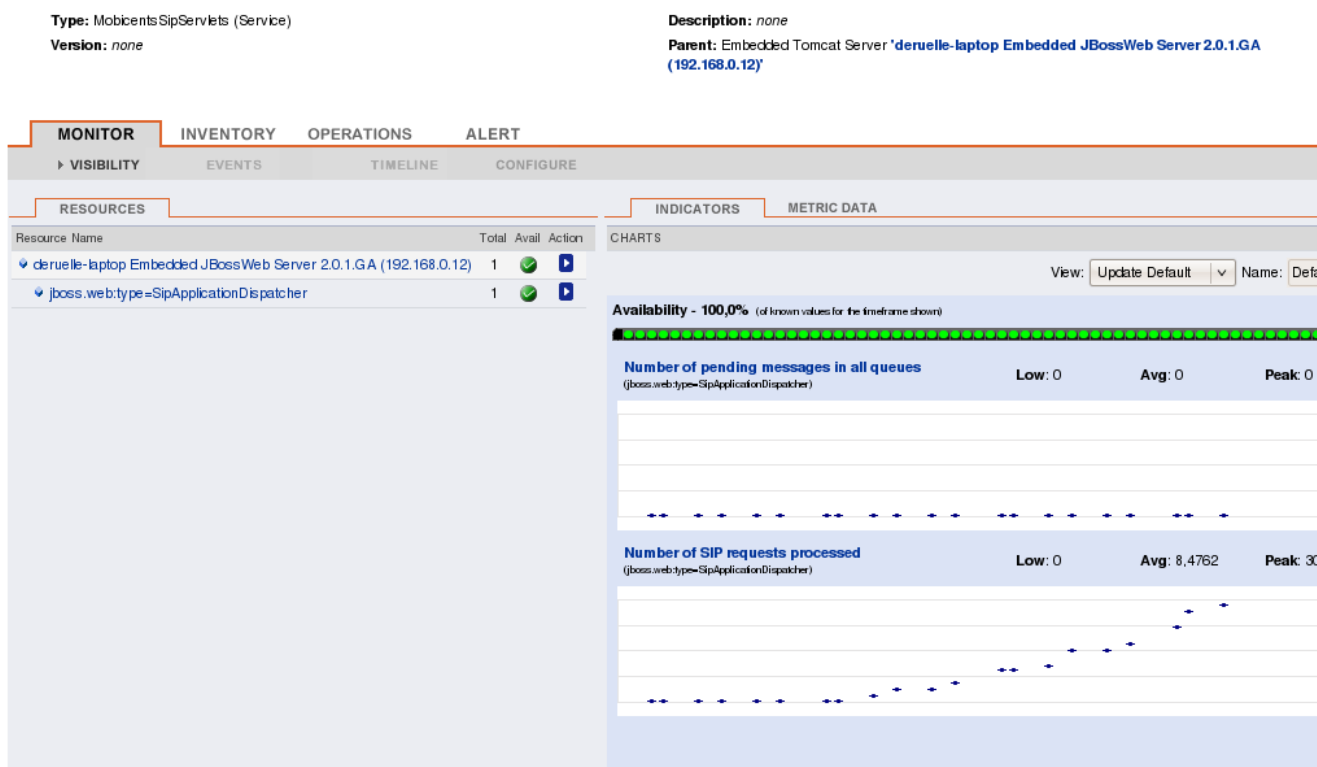 Type: MobicentsSipServlets (Service)
Description: none
Version: none
Parent: Embedded Tomcat Server 'deruelle-laptop Embedded JBossWeb Server 2.0.1.GA
(192.168.0.12)'
MONITOR INVENTORY OPERATIONS ALERT
VISIBILITY EVENTS TIMELINE CONFIGURE
RESOURCES
Resource Name Total Avail Action
deruelle-laptop Embedded JBossWeb Server 2.0.1.GA (192.168.0.12) 1
jboss.web:type=SipApplicationDispatcher 1
INDICATORS METRIC DATA
CHARTS
View: Update Default Name: Defa
Availability - 100,0% (of known values for the timeframe shown)
Number of pending messages in all queues Low: 0 Avg: 0 Peak: 0
(jboss.web:type=SipApplicationDispatcher)
Number of SIP requests processed Low: 0 Avg: 8,4762 Peak: 30
(jboss.web:type=SipApplicationDispatcher)